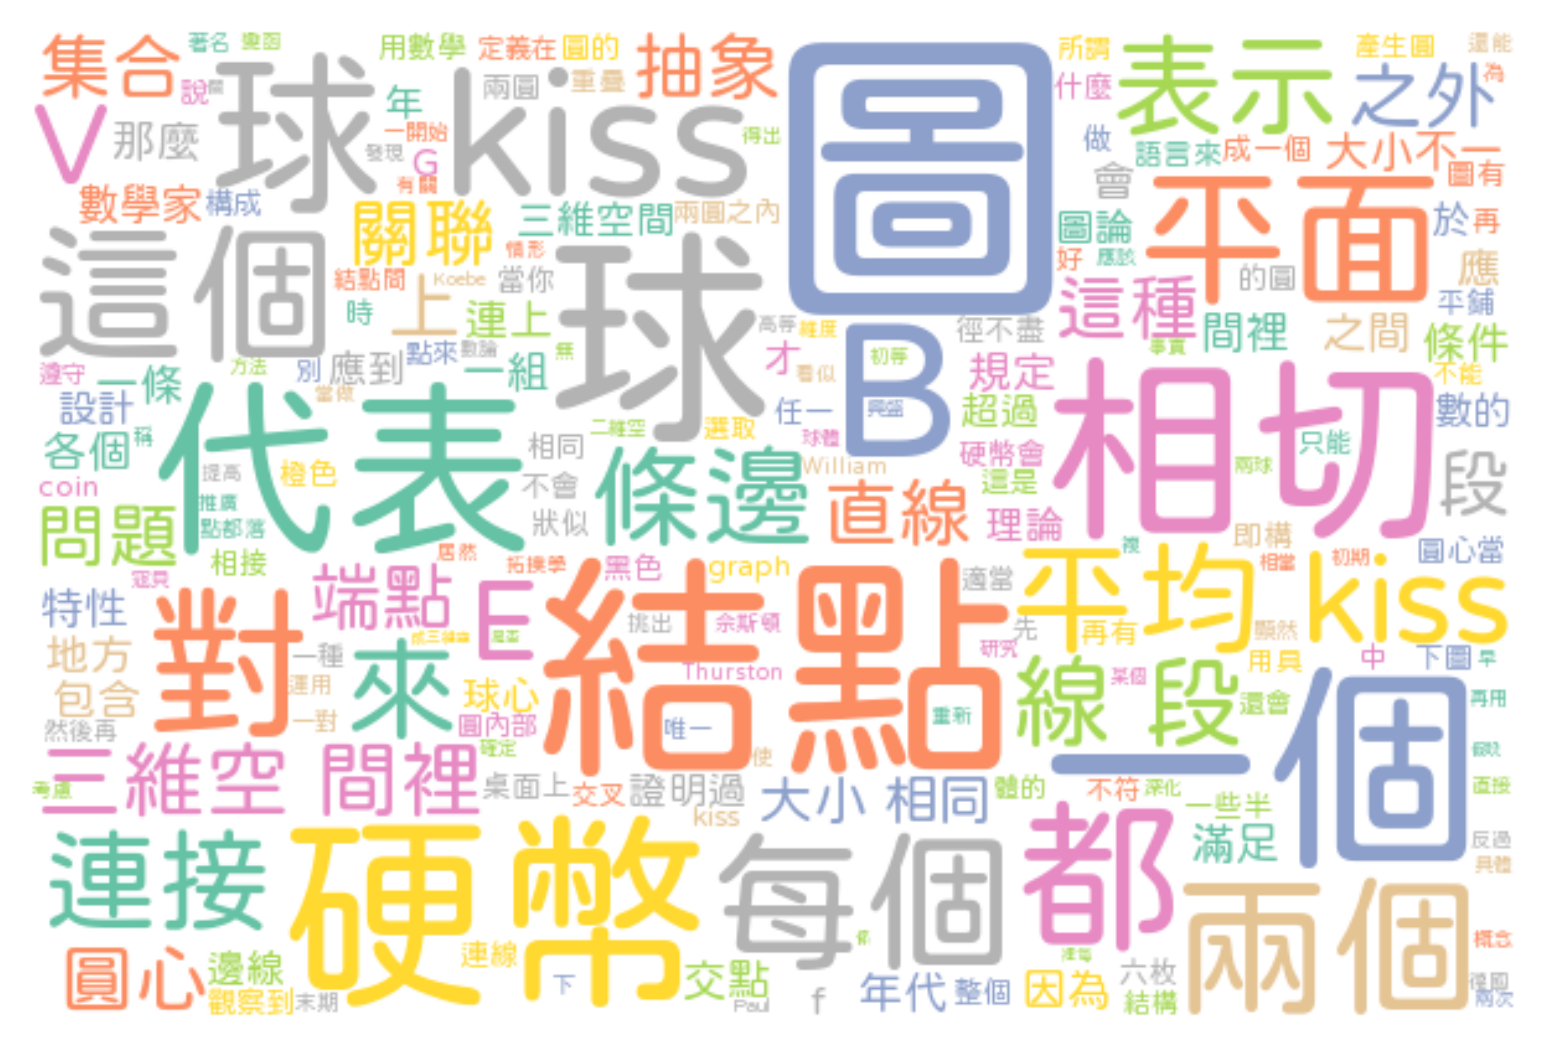 集合 著名 用數學 定義在 圓的 抽象 所謂 產生圓 還能
說 球 kiss 兩圓 重疊 圖 什麼 表示 之外 為
V 那麼 年 一開始 得出 做 語言來 成一個 大小不一
發現 G 有關 會 圖有
數學家 構成 關聯 三維空間 兩圓之內 圖論 平面 於 再
這個 結點間 情形 Koebe 當你 球 好 應該 的圓 應
時 上 連上 這種 間裡 之間 平鋪
遵守 一條 方法 別 應到 點來 數論 一組 無 高等 維度 B 初等 徑不盡 事實 條件
設計 當做 才 看似 規定 不能
各個 稱 代表 相同 二維空 選取 任一 球體 超過 相切 只能 數的
coin 提高 橙色 不會 條邊 William 硬幣會 這是 兩球 段
問題 推廣 點都落 狀似 直線 理論 即構
相接 居然 拓撲學 黑色 graph 適當 複 相當 初期 圓心當
特性 對 端點 E 結點 挑出 先 平均 kiss
地方 一種 來 Thurston 研究 再有 顯然
包含 運用 球心 線段 某個 用具 中 下圖 早
然後再 一對 圓內部 唯一 重新 還會 一個 再用
三維空間裡 確定 使
考慮 桌面上 交叉 證明過 大小相同 體的 不符 深化 直接
kiss 一些半
連接 硬幣 每個 都 滿足 反過
兩個 具體
圓心 邊線 連線 交點 六枚 概念
觀察到 末期 下 Paul f 年代 整個 因為 結構 德國 兩次